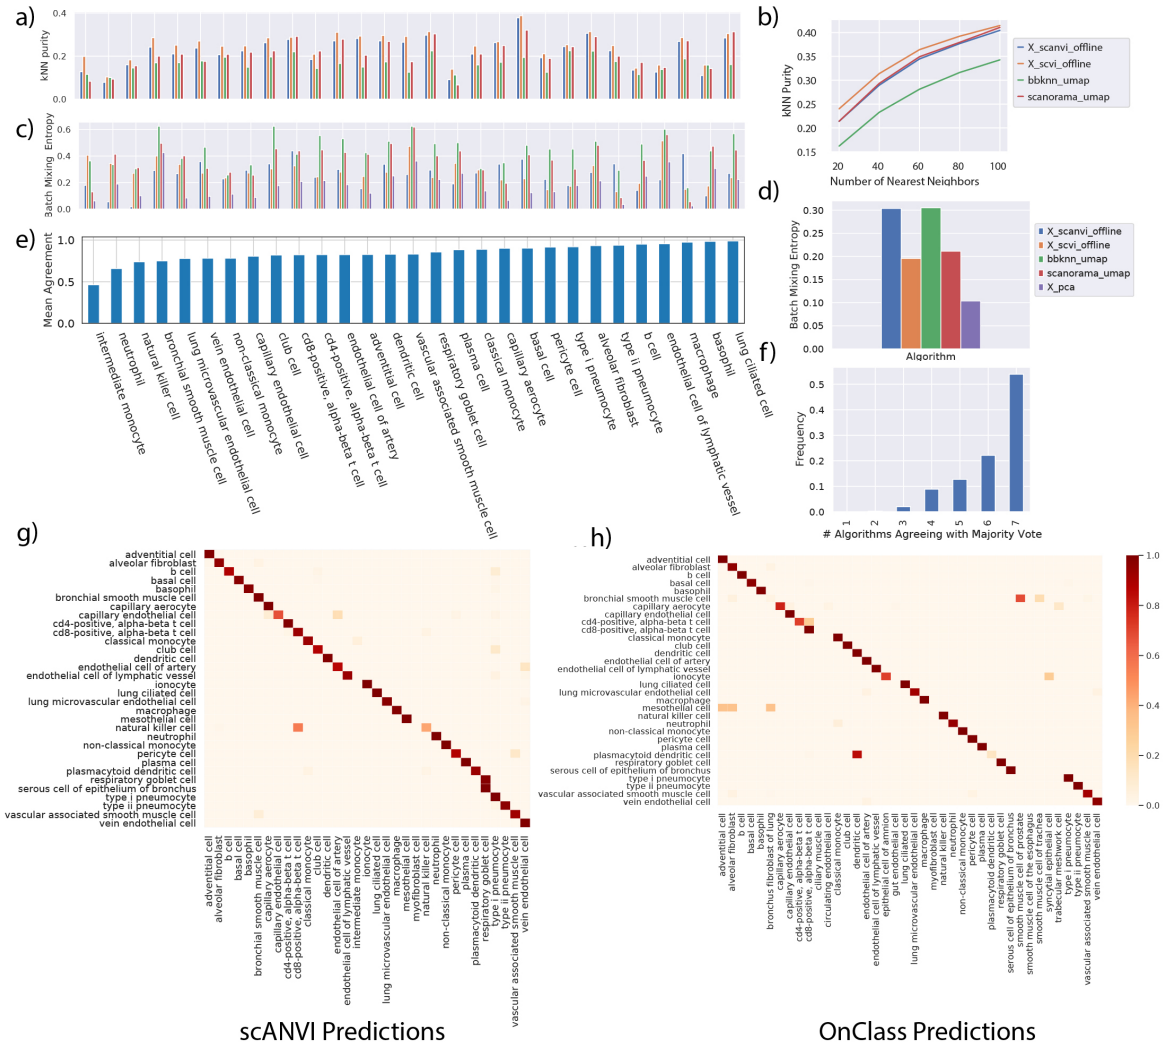 a)
kNN purity
0.4
0.2
0.0
b)
kNN Purity
0.40
0.35
0.30
0.25
0.20
0.15
20
40
60
80
100
Number of Nearest Neighbors
X_scanvi_offline
X_scvi_offline
bbknn_umap
scanorama_umap
c)
Batch Mixing Entropy
0.6
0.4
0.2
0.0
d)
Batch Mixing Entropy
0.30
0.25
0.20
0.15
0.10
0.05
0.00
Algorithm
X_scanvi_offline
X_scvi_offline
bbknn_umap
scanorama_umap
X_pca
e)
Mean Agreement
1.0
0.5
0.0
intermediate monocyte
neutrophil
natural killer cell
bronchial smooth muscle cell
lung microvascular endothelial cell
vein endothelial cell
non-classical monocyte
capillary endothelial cell
club cell
cd8-positive, alpha-beta t cell
cd4-positive, alpha-beta t cell
endothelial cell of artery
adventitial cell
dendritic cell
vascular associated smooth muscle cell
respiratory goblet cell
plasma cell
classical monocyte
capillary aerocyte
basal cell
pericyte cell
type i pneumocyte
alveolar fibroblast
type ii pneumocyte
b cell
endothelial cell of lymphatic vessel
macrophage
basophil
lung ciliated cell
f)
Frequency
0.5
0.4
0.3
0.2
0.1
0.0
1
2
3
4
5
6
7
# Algorithms Agreeing with Majority Vote
g)
adventitial cell
alveolar fibroblast
b cell
basal cell
basophil
bronchial smooth muscle cell
capillary aerocyte
capillary endothelial cell
cd4-positive, alpha-beta t cell
cd8-positive, alpha-beta t cell
classical monocyte
club cell
dendritic cell
endothelial cell of artery
endothelial cell of lymphatic vessel
ionocyte
lung ciliated cell
lung microvascular endothelial cell
macrophage
mesothelial cell
natural killer cell
neutrophil
non-classical monocyte
pericyte cell
plasma cell
plasmacytoid dendritic cell
respiratory goblet cell
serous cell of epithelium of bronchus
type i pneumocyte
type ii pneumocyte
vascular associated smooth muscle cell
vein endothelial cell
adventitial cell
alveolar fibroblast
b cell
basal cell
basophil
bronchial smooth muscle cell
capillary aerocyte
capillary endothelial cell
cd4-positive, alpha-beta t cell
cd8-positive, alpha-beta t cell
classical monocyte
club cell
dendritic cell
endothelial cell of artery
endothelial cell of lymphatic vessel
intermediate monocyte
ionocyte
lung ciliated cell
lung microvascular endothelial cell
macrophage
mesothelial cell
myofibroblast cell
natural killer cell
neutrophil
non-classical monocyte
pericyte cell
plasma cell
plasmacytoid dendritic cell
respiratory goblet cell
type i pneumocyte
type ii pneumocyte
vascular associated smooth muscle cell
vein endothelial cell
scANVI Predictions
h)
adventitial cell
alveolar fibroblast
b cell
basal cell
basophil
bronchial smooth muscle cell
capillary aerocyte
capillary endothelial cell
cd4-positive, alpha-beta t cell
cd8-positive, alpha-beta t cell
classical monocyte
club cell
dendritic cell
endothelial cell of artery
endothelial cell of lymphatic vessel
ionocyte
lung ciliated cell
lung microvascular endothelial cell
macrophage
mesothelial cell
natural killer cell
neutrophil
non-classical monocyte
pericyte cell
plasma cell
plasmacytoid dendritic cell
respiratory goblet cell
serous cell of epithelium of bronchus
type i pneumocyte
type ii pneumocyte
vascular associated smooth muscle cell
vein endothelial cell
adventitial cell
alveolar fibroblast
b cell
basal cell
basophil
bronchus fibroblast of lung
capillary aerocyte
capillary endothelial cell
cd4-positive, alpha-beta t cell
cd8-positive, alpha-beta t cell
ciliary muscle cell
circulating endothelial cell
classical monocyte
club cell
dendritic cell
endothelial cell of artery
endothelial cell of lymphatic vessel
epithelial cell of amnion
gut endothelial cell
lung ciliated cell
lung microvascular endothelial cell
macrophage
myofibroblast cell
natural killer cell
neutrophil
non-classical monocyte
pericyte cell
plasma cell
plasmacytoid dendritic cell
respiratory goblet cell
serous cell of epithelium of bronchus
smooth muscle cell of prostate
smooth muscle cell of the esophagus
smooth muscle cell of trachea
syncytial epithelial cell
trabecular meshwork cell
type i pneumocyte
type ii pneumocyte
vascular associated smooth muscle cell
vein endothelial cell
1.0
0.8
0.6
0.4
0.2
0.0
OnClass Predictions